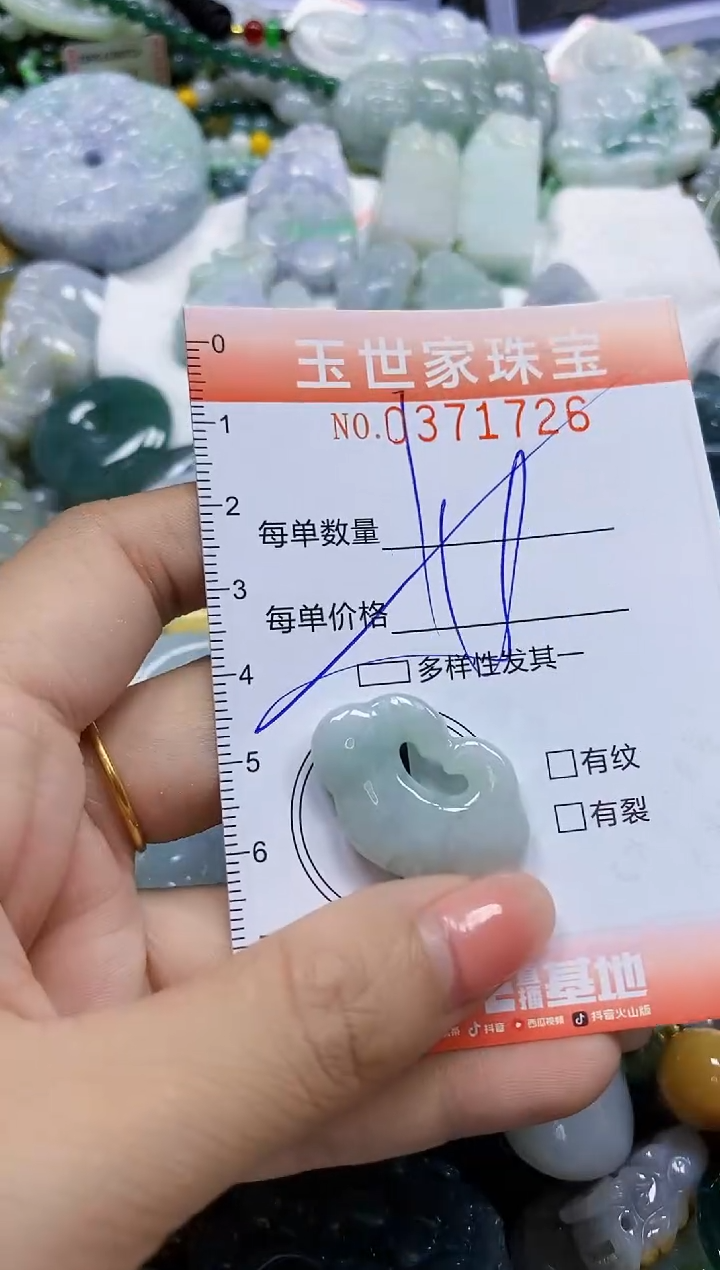 玉世家珠宝
NO.0371726
每单数量
每单价格
多样性发其一
有纹
有裂
0
1
2
3
4
5
6
播基地
抖音 西瓜视频 抖音火山版